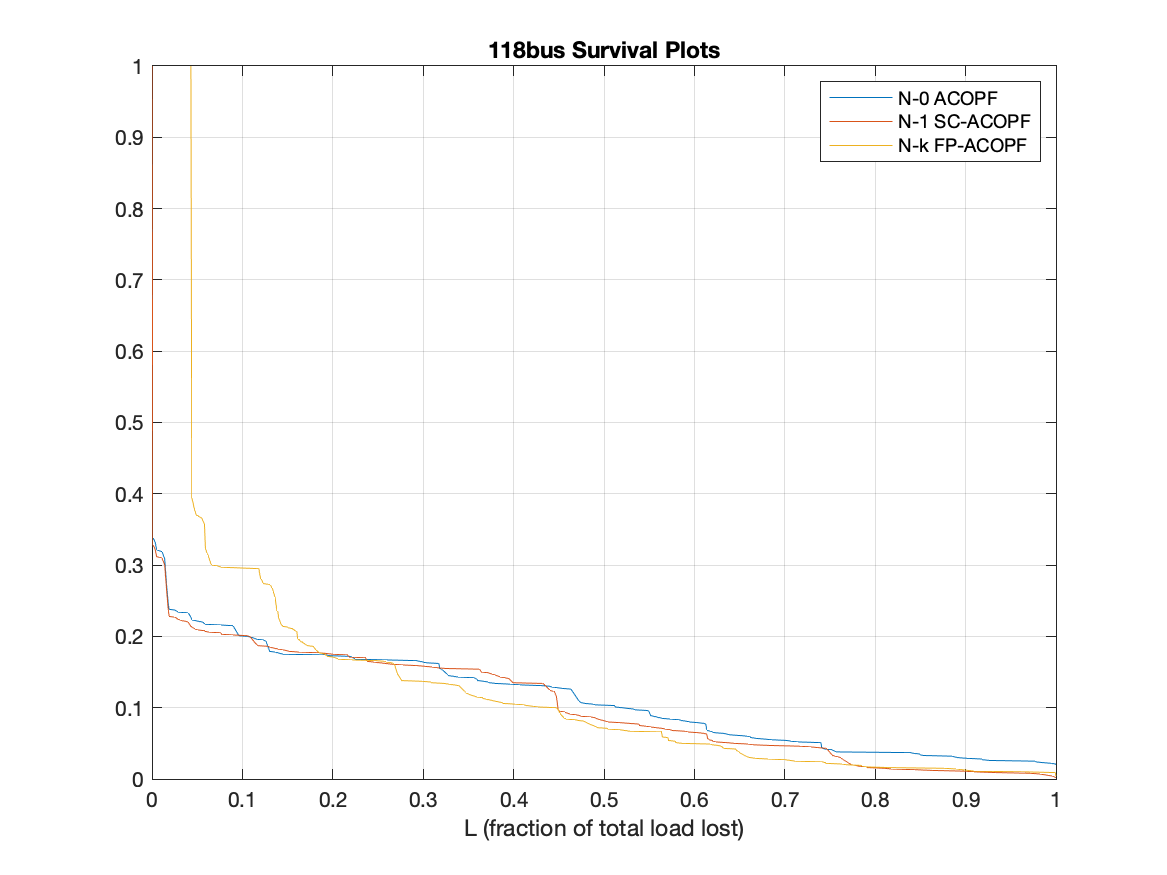 118bus Survival Plots
N-0 ACOPF
N-1 SC-ACOPF
N-k FP-ACOPF
1
0.9
0.8
0.7
0.6
0.5
0.4
0.3
0.2
0.1
0
0 0.1 0.2 0.3 0.4 0.5 0.6 0.7 0.8 0.9 1
L (fraction of total load lost)